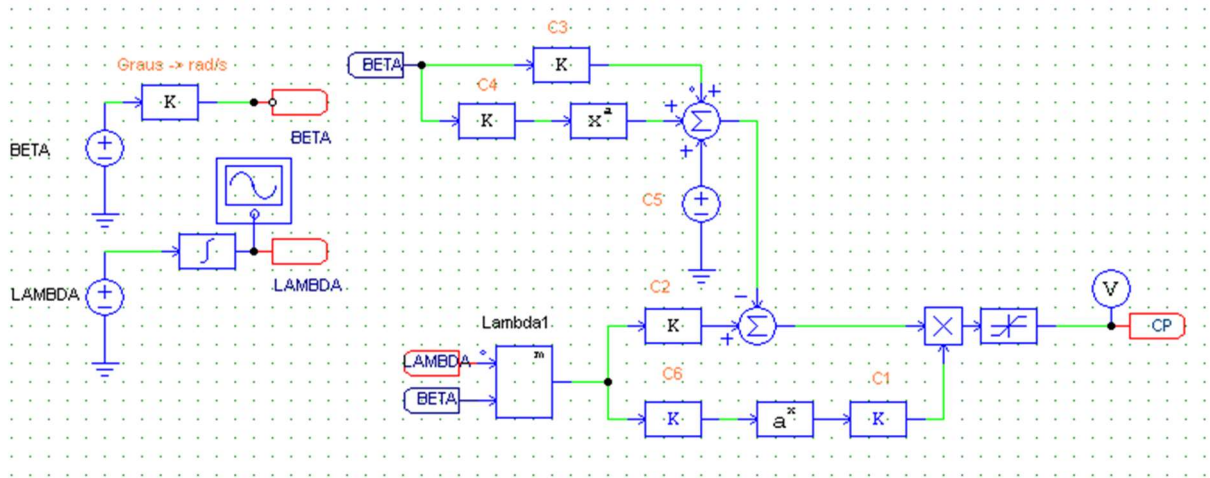 C3
Graus -> rad/s
BETA
K
C4
K
K
x^a
Σ
BETA
BETA
C5
LAMBDA
LAMBDA
C2
V
Lambda1
K
Σ
CP
LAMBDA
m
C6
C1
BETA
K
a^x
K